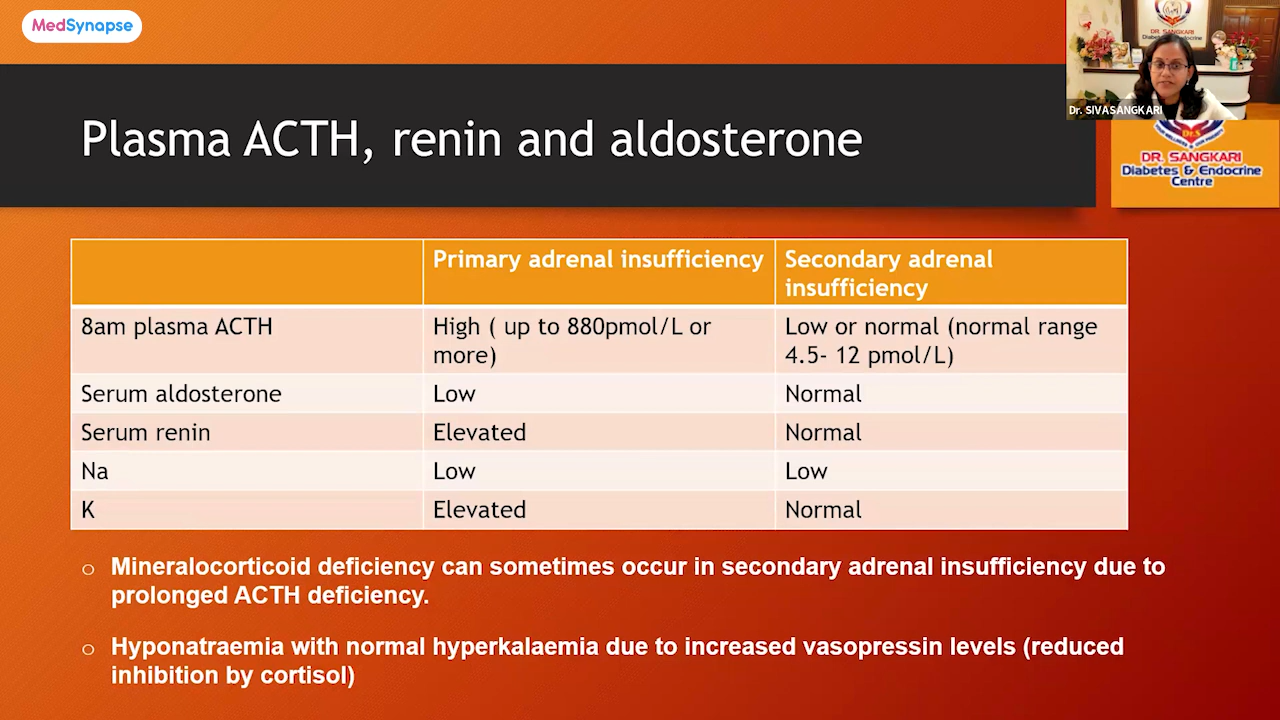 MedSynapse
Dr. SIVASANGKARI
Plasma ACTH, renin and aldosterone
Dr.S
DR. SANGKARI
Diabetes & Endocrine
Centre
Primary adrenal insufficiency
Secondary adrenal
insufficiency
8am plasma ACTH
High ( up to 880pmol/L or
more)
Low or normal (normal range
4.5- 12 pmol/L)
Serum aldosterone
Low
Normal
Serum renin
Elevated
Normal
Na
Low
Low
K
Elevated
Normal
Mineralocorticoid deficiency can sometimes occur in secondary adrenal insufficiency due to
prolonged ACTH deficiency.
Hyponatraemia with normal hyperkalaemia due to increased vasopressin levels (reduced
inhibition by cortisol)